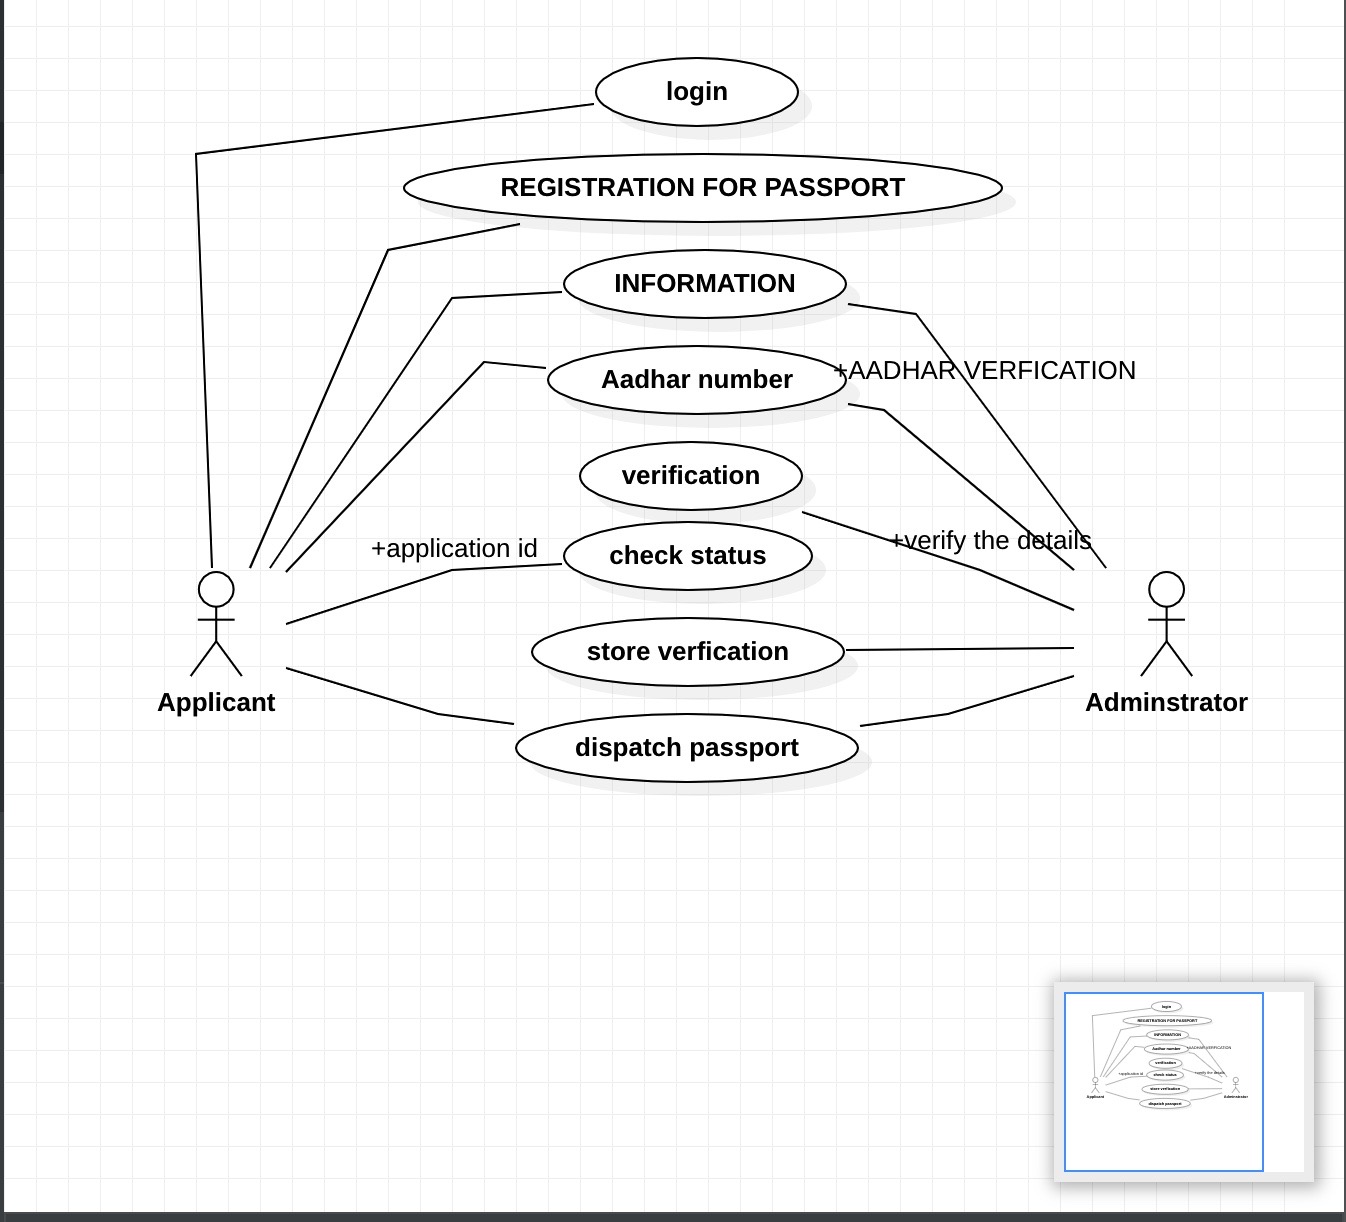 login
REGISTRATION FOR PASSPORT
INFORMATION
Aadhar number
+AADHAR VERFICATION
verification
+verify the details
+application id
check status
store verfication
Applicant
Adminstrator
dispatch passport
login
REGISTRATION FOR PASSPORT
INFORMATION
Aadhar number
+AADHAR VERFICATION
verification
+application id
check status
+verify the details
store verfication
Applicant
Adminstrator
dispatch passport